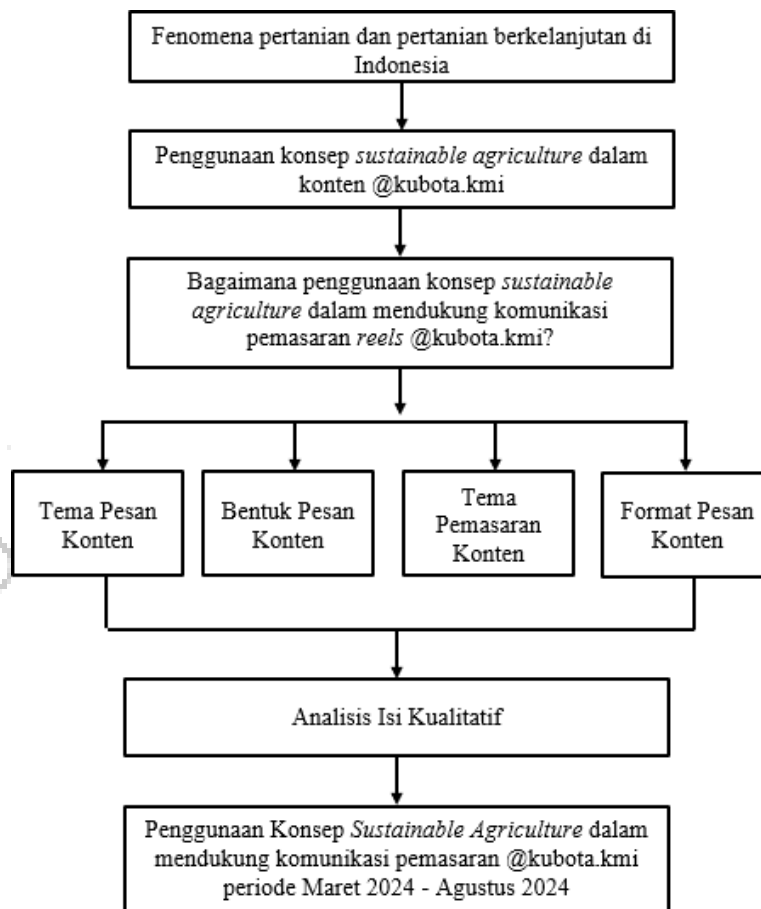 Fenomena pertanian dan pertanian berkelanjutan di
Indonesia
Penggunaan konsep sustainable agriculture dalam
konten @kubota.kmi
Bagaimana penggunaan konsep sustainable
agriculture dalam mendukung komunikasi
pemasaran reels @kubota.kmi?
Tema Pesan
Konten
Bentuk Pesan
Konten
Tema
Pemasaran
Konten
Format Pesan
Konten
Analisis Isi Kualitatif
Penggunaan Konsep Sustainable Agriculture dalam
mendukung komunikasi pemasaran @kubota.kmi
periode Maret 2024 - Agustus 2024